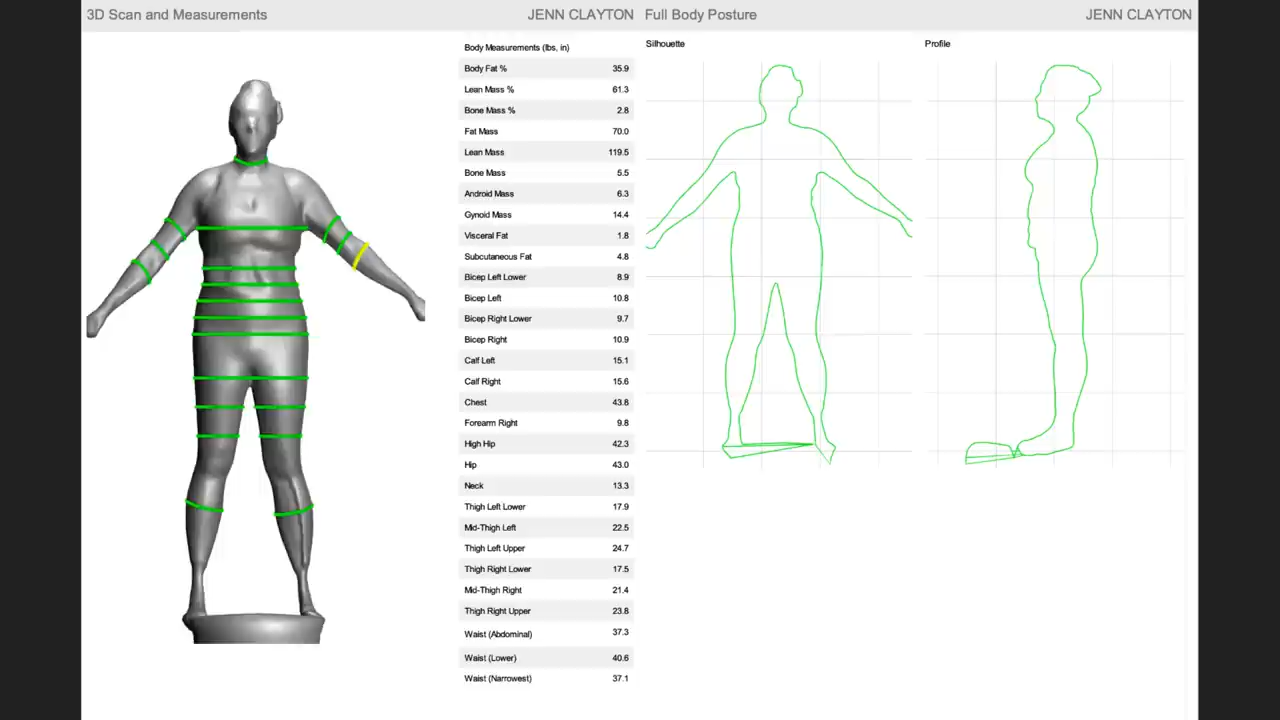 3D Scan and Measurements JENN CLAYTON
Body Measurements (lbs, in)
Body Fat % 35.9
Lean Mass % 61.3
Bone Mass % 2.8
Fat Mass 70.0
Lean Mass 119.5
Bone Mass 5.5
Android Mass 6.3
Gynoid Mass 14.4
Visceral Fat 1.8
Subcutaneous Fat 4.8
Bicep Left Lower 8.9
Bicep Left 10.8
Bicep Right Lower 9.7
Bicep Right 10.9
Calf Left 15.1
Calf Right 15.6
Chest 43.8
Forearm Right 9.8
High Hip 42.3
Hip 43.0
Neck 13.3
Thigh Left Lower 17.9
Mid-Thigh Left 22.5
Thigh Left Upper 24.7
Thigh Right Lower 17.5
Mid-Thigh Right 21.4
Thigh Right Upper 23.8
Waist (Abdominal) 37.3
Waist (Lower) 40.6
Waist (Narrowest) 37.1
Full Body Posture JENN CLAYTON
Silhouette
Profile